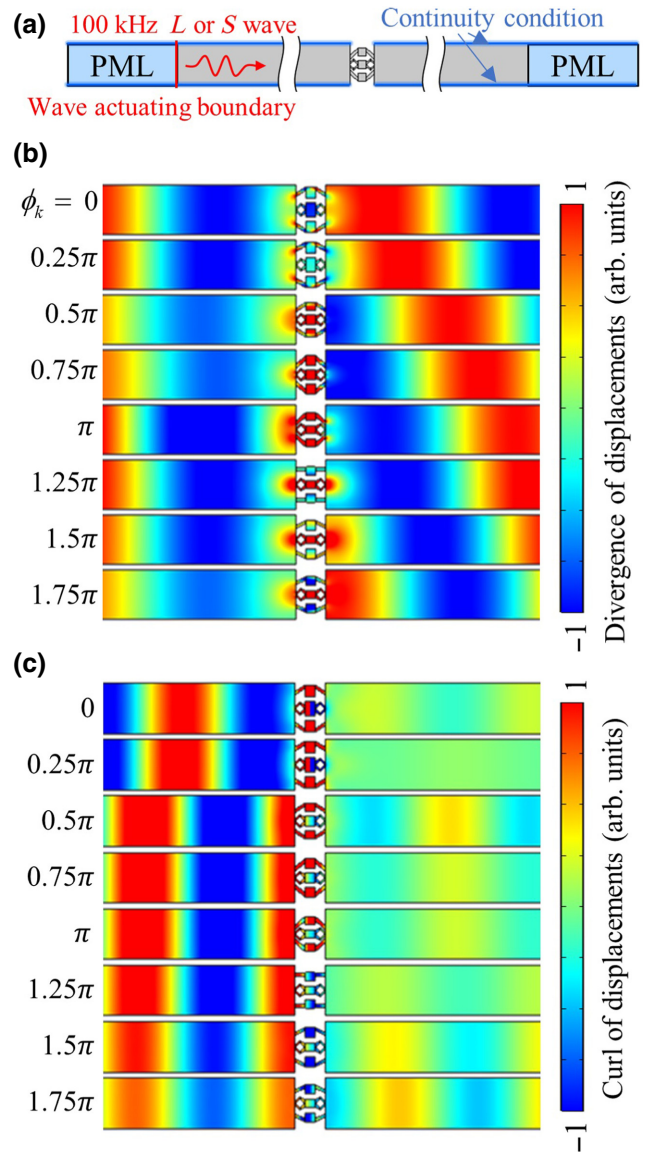 (a)
100 kHz L or S wave
Continuity condition
PML
PML
Wave actuating boundary
(b)
ϕk = 0
0.25π
0.5π
0.75π
π
1.25π
1.5π
1.75π
1
−1
Divergence of displacements (arb. units)
(c)
0
0.25π
0.5π
0.75π
π
1.25π
1.5π
1.75π
1
−1
Curl of displacements (arb. units)